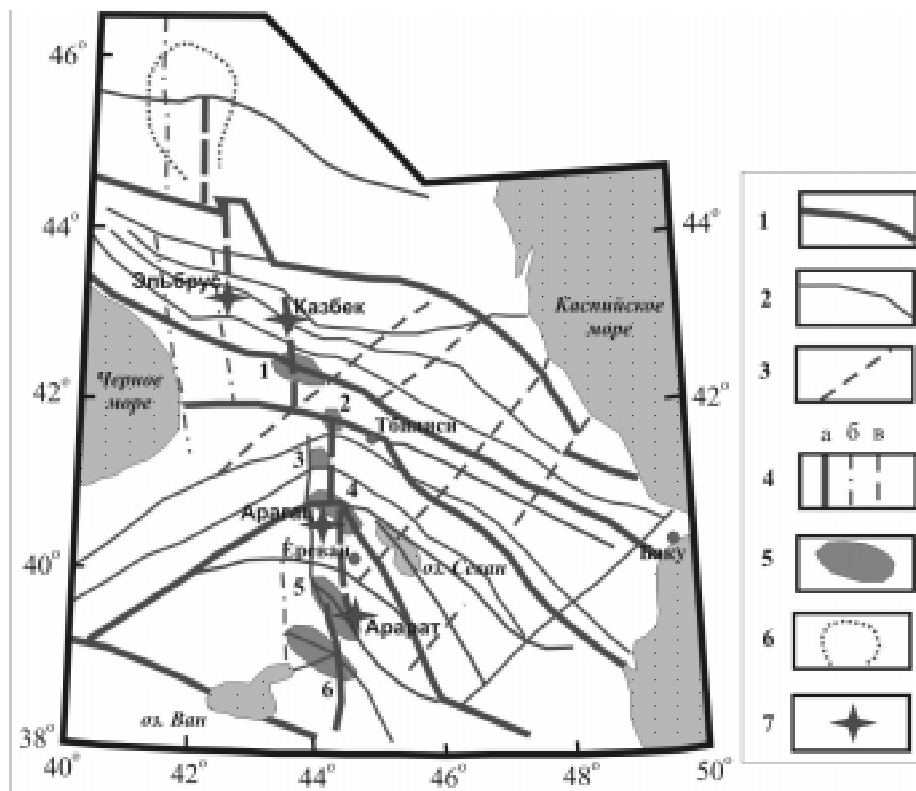 46°
44°
44°
Эльбрус
Казбек
Каспийское
море
1
42°
42°
Черное
море
2
Тбилиси
3
4
Арагац
Ереван
Баку
40°
оз. Севан
5
Арарат
6
оз. Ван
38°
40°
42°
44°
46°
48°
50°
1
2
3
а б в
4
5
6
7